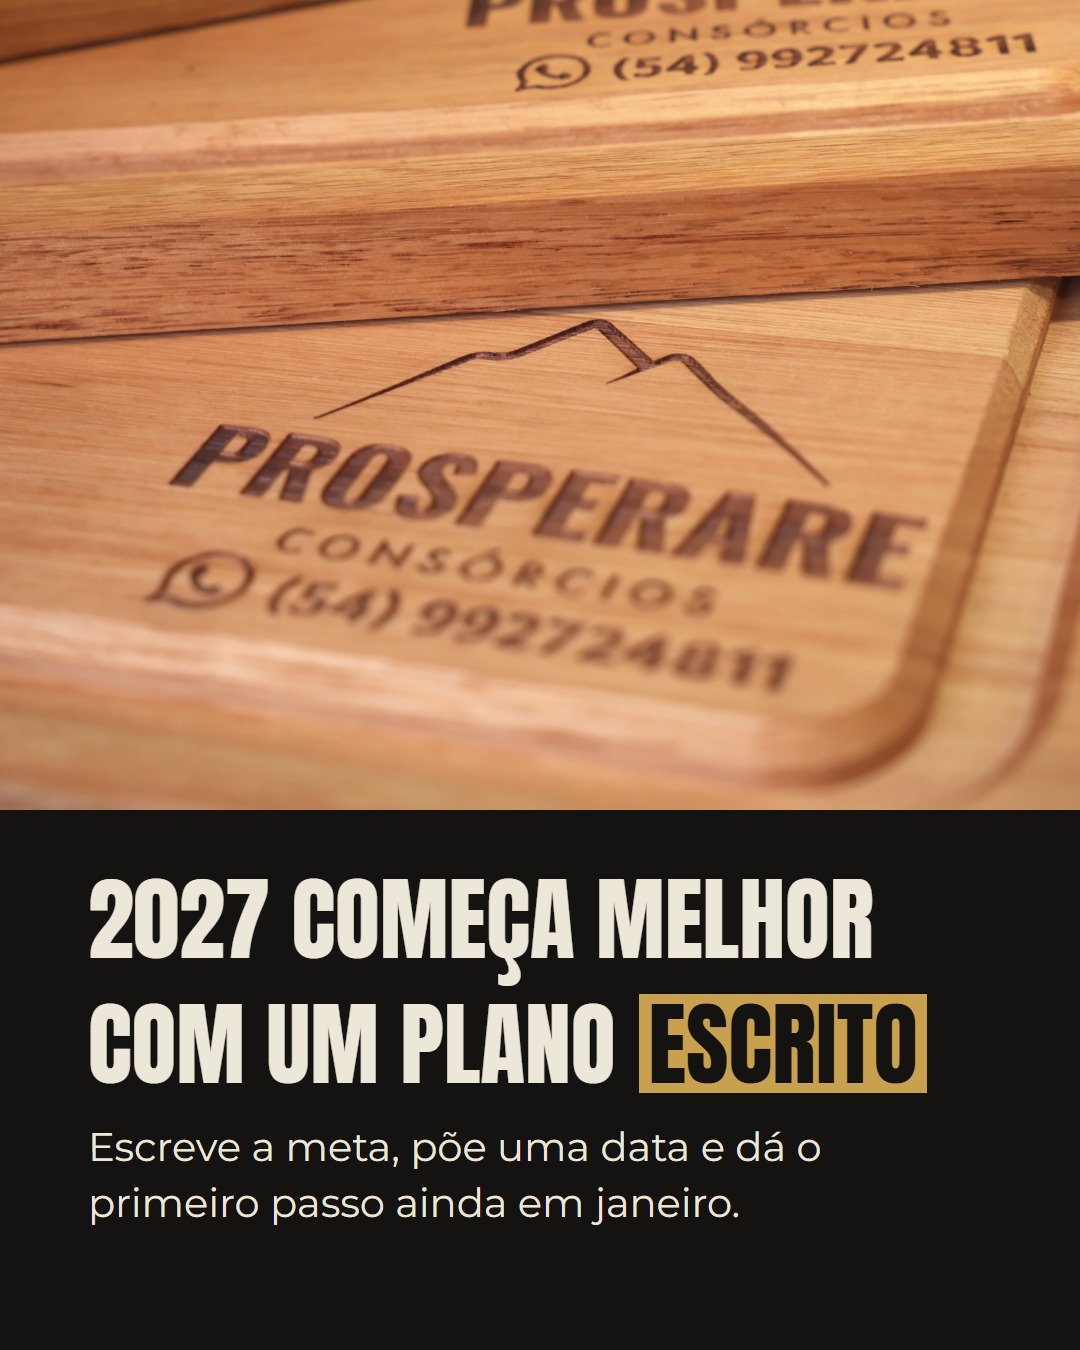 CONSÓRCIOS
(54) 992724811
PROSPERARE
CONSÓRCIOS
(54) 992724811
2027 COMEÇA MELHOR
COM UM PLANO ESCRITO
Escreve a meta, põe uma data e dá o
primeiro passo ainda em janeiro.